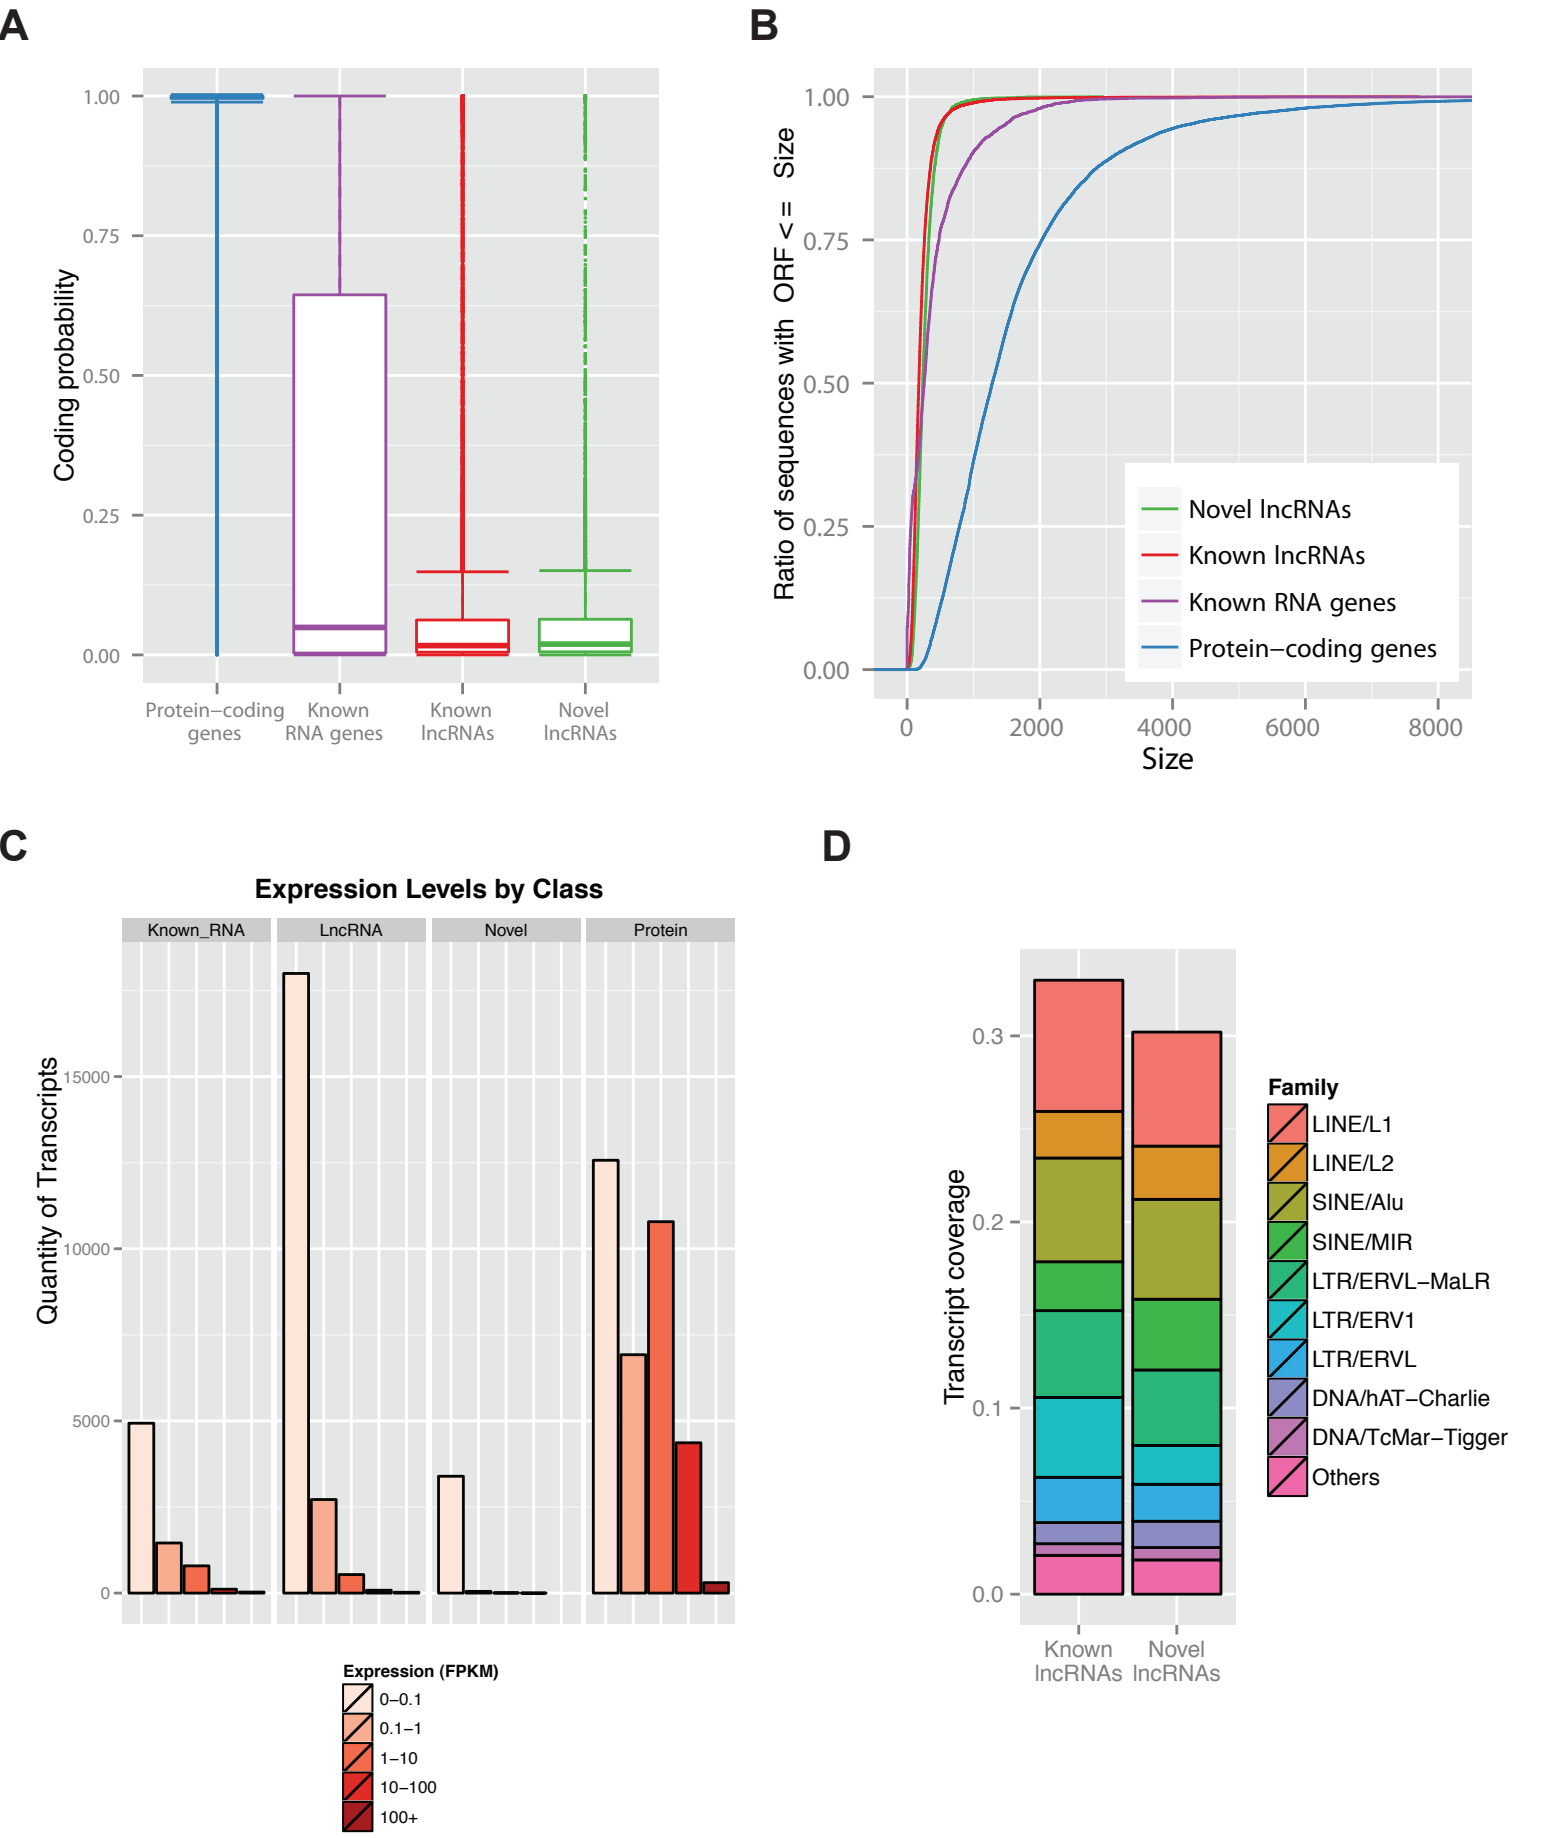 A
1.00
0.75
0.50
0.25
0.00
Coding probability
Protein−coding genes
Known RNA genes
Known lncRNAs
Novel lncRNAs
B
1.00
0.75
0.50
0.25
0.00
Ratio of sequences with ORF <= Size
Novel lncRNAs
Known lncRNAs
Known RNA genes
Protein−coding genes
0 2000 4000 6000 8000
Size
C
Expression Levels by Class
Known_RNA LncRNA Novel Protein
15000
10000
5000
0
Quantity of Transcripts
Expression (FPKM)
0−0.1
0.1−1
1−10
10−100
100+
D
0.3
0.2
0.1
0.0
Transcript coverage
Known lncRNAs
Novel lncRNAs
Family
LINE/L1
LINE/L2
SINE/Alu
SINE/MIR
LTR/ERVL−MaLR
LTR/ERV1
LTR/ERVL
DNA/hAT−Charlie
DNA/TcMar−Tigger
Others